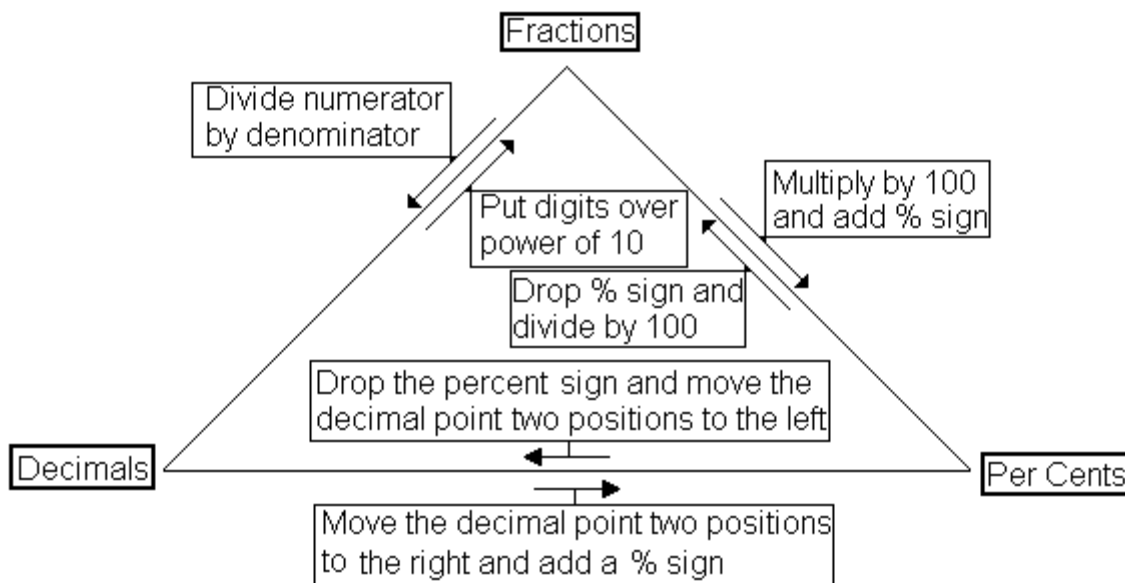 Fractions
Divide numerator
by denominator
Put digits over
power of 10
Multiply by 100
and add % sign
Drop % sign and
divide by 100
Drop the percent sign and move the
decimal point two positions to the left
Decimals
Per Cents
Move the decimal point two positions
to the right and add a % sign